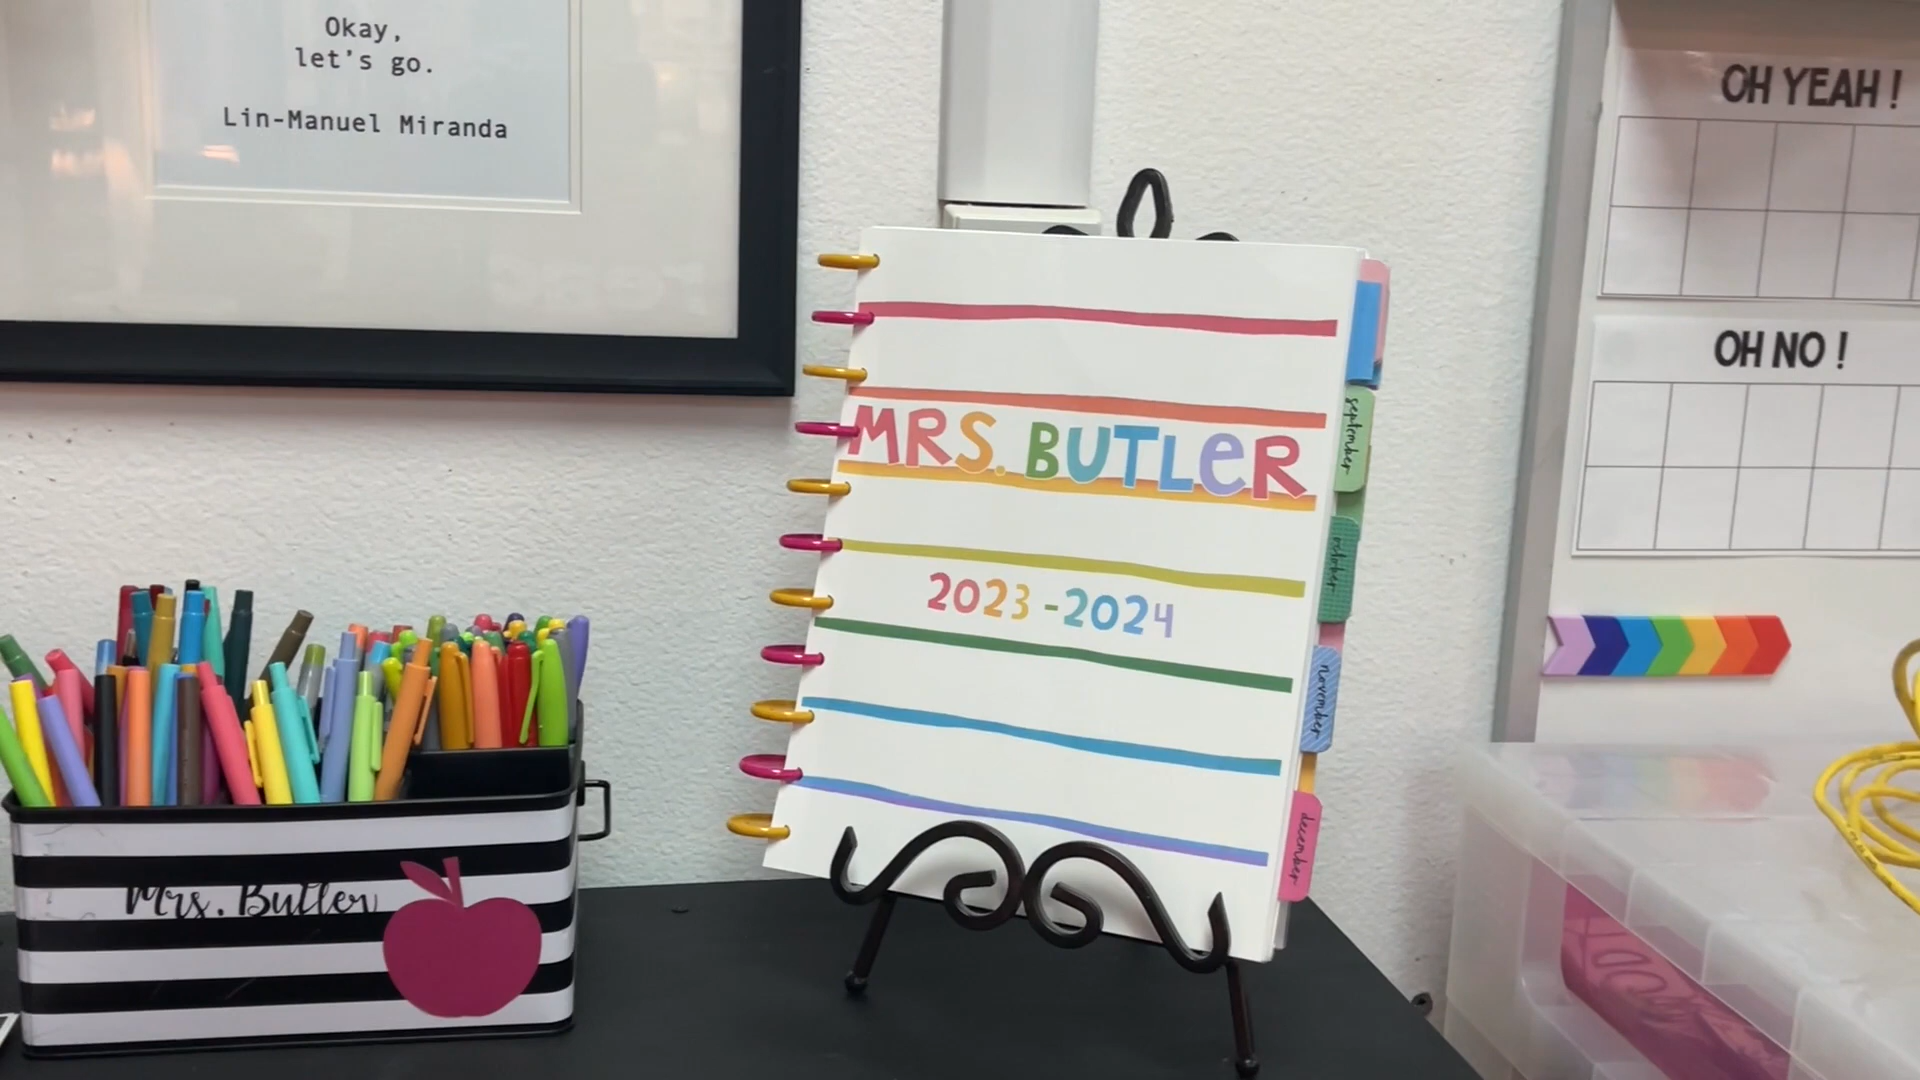 Okay,
let's go.
Lin-Manuel Miranda
MRS. BUTLeR
2023-2024
september
october
november
december
Mrs. Butler
OH YEAH !
OH NO !